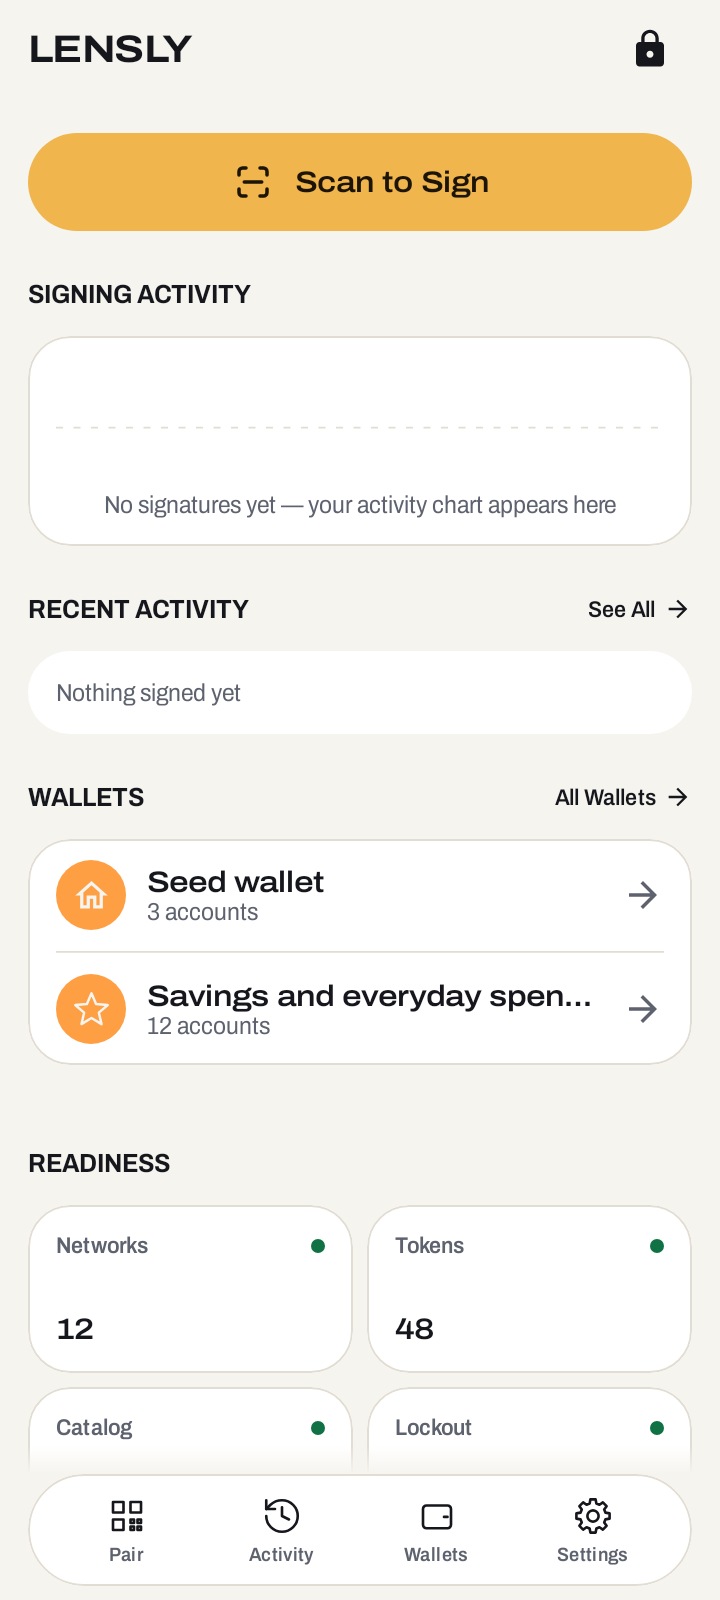 LENSLY
Scan to Sign
SIGNING ACTIVITY
No signatures yet — your activity chart appears here
RECENT ACTIVITY
See All
Nothing signed yet
WALLETS
All Wallets
Seed wallet
3 accounts
Savings and everyday spen...
12 accounts
READINESS
Networks
Tokens
12
48
Catalog
Lockout
Pair
Activity
Wallets
Settings